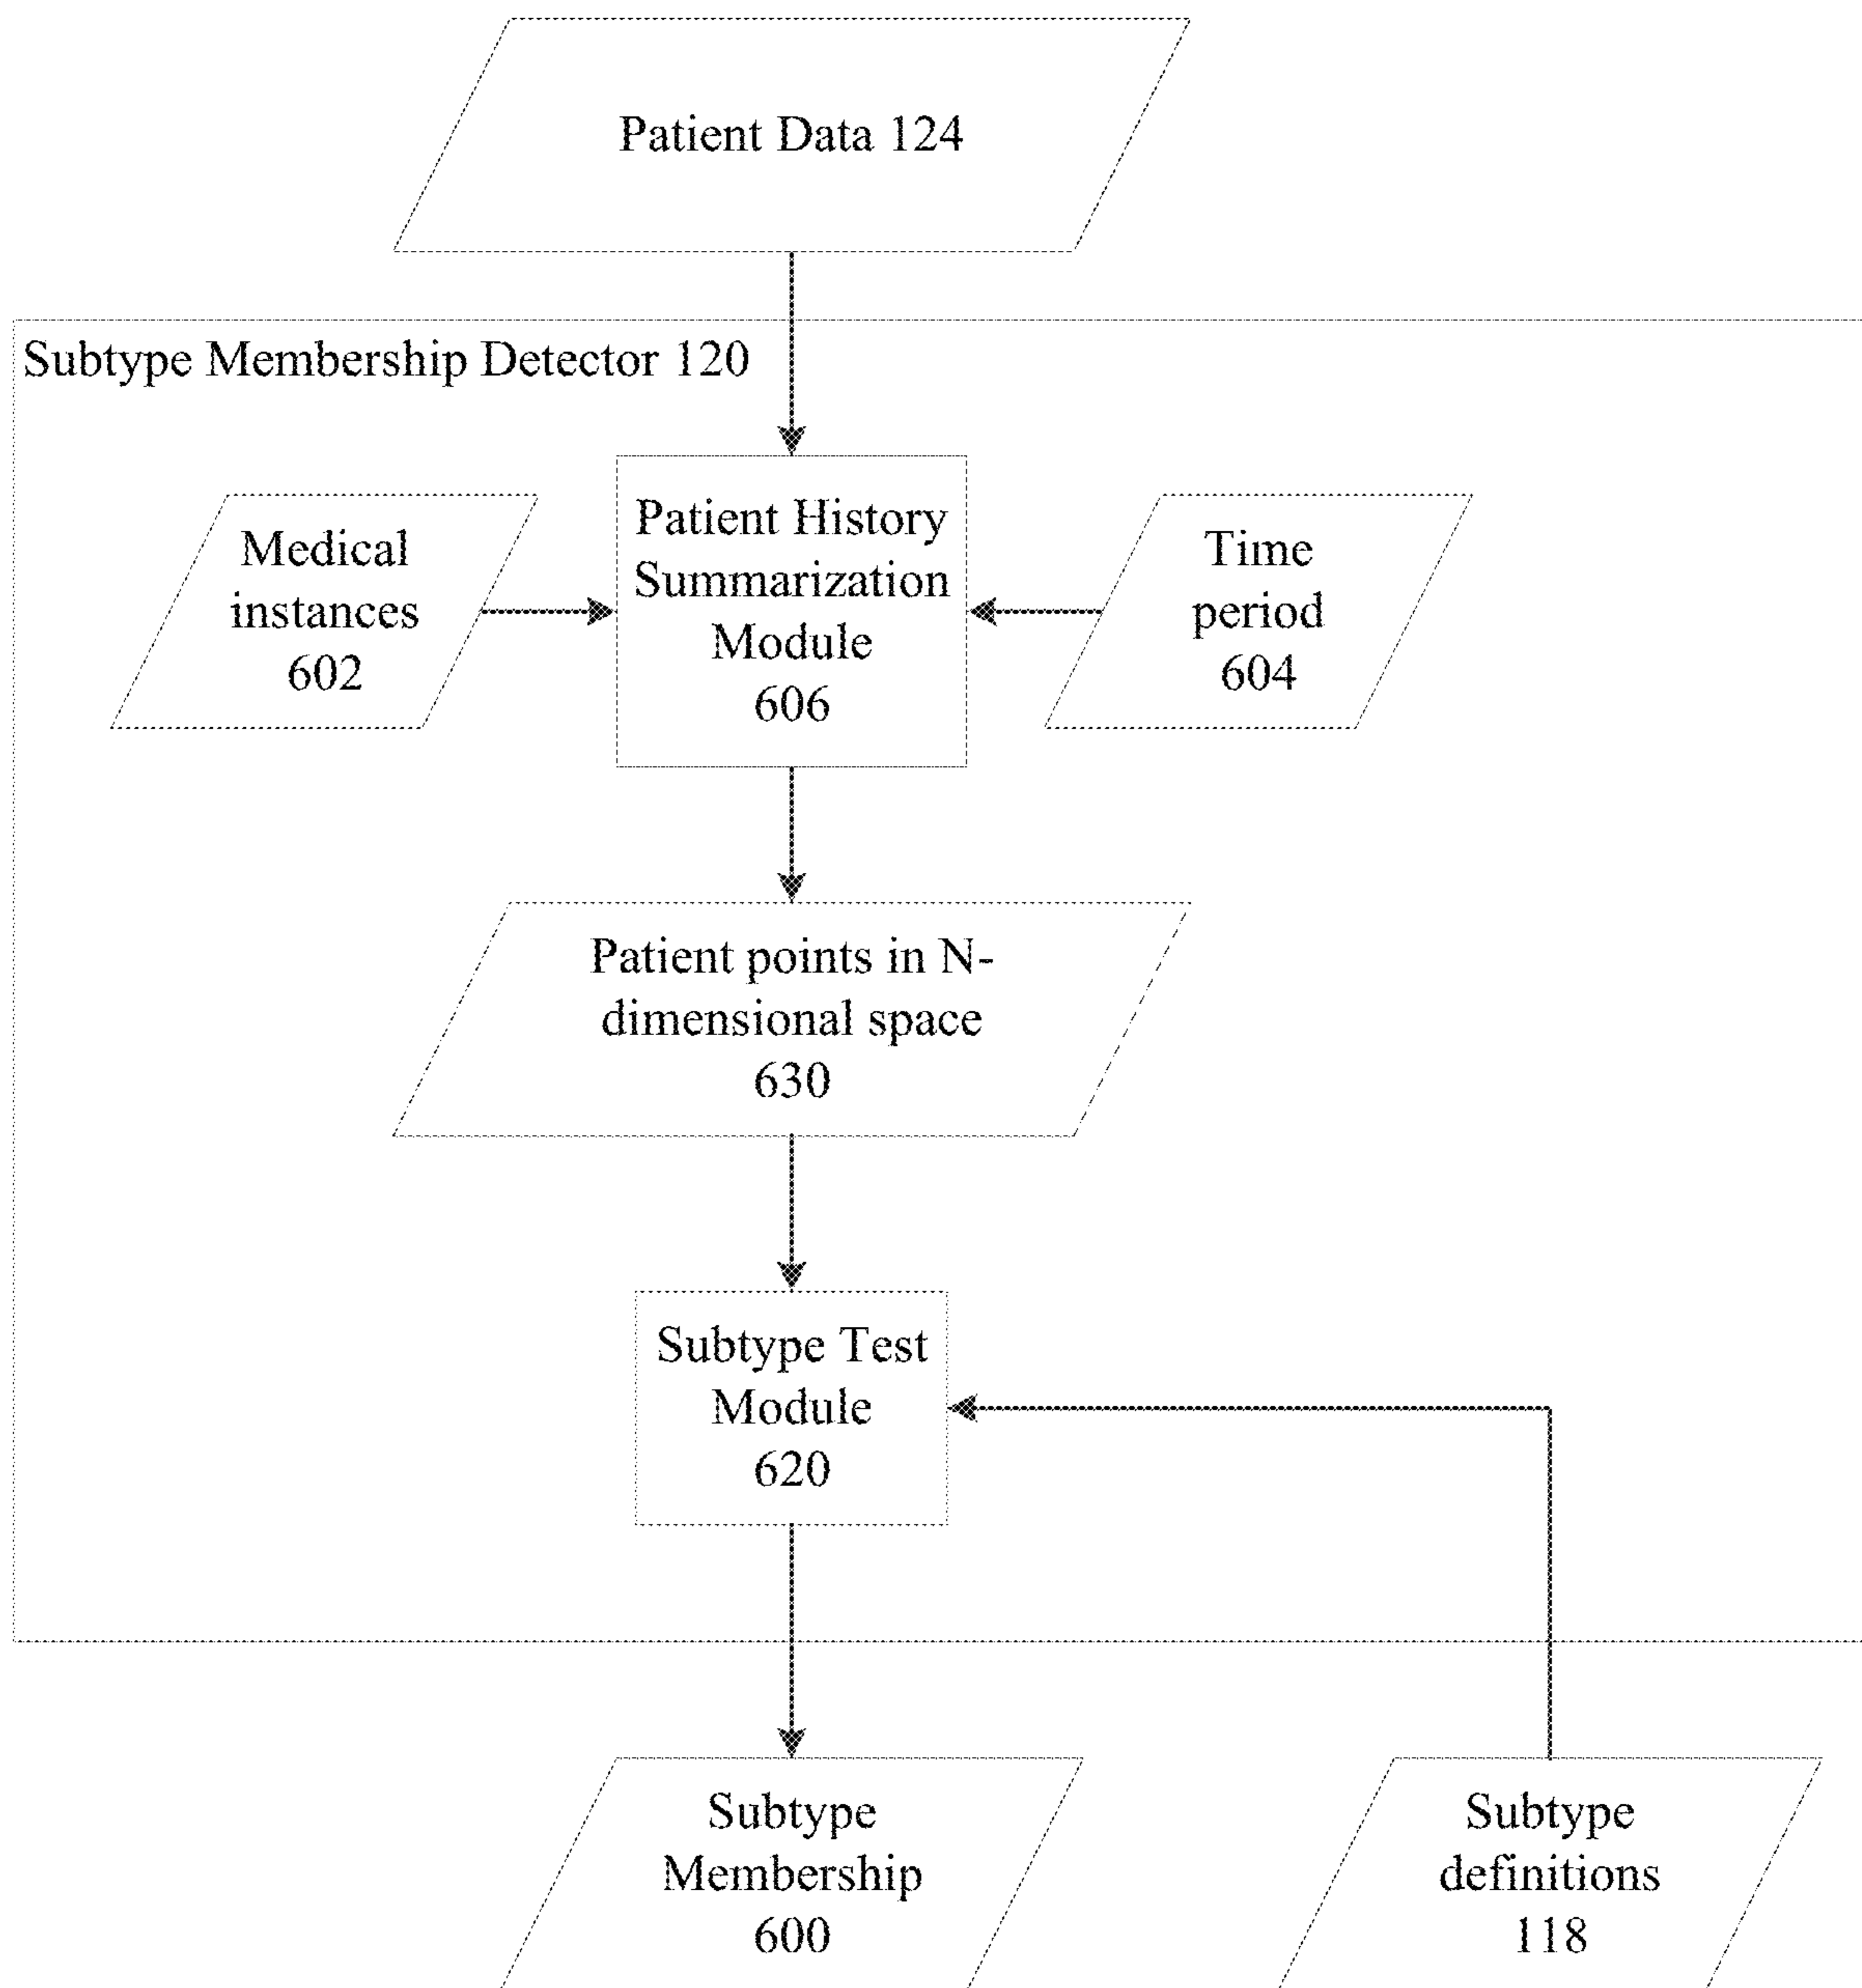 Patient Data 124
Subtype Membership Detector 120
Medical
instances
602
Patient History
Summarization
Module
606
Time
period
604
Patient points in N-
dimensional space
630
Subtype Test
Module
620
Subtype
Membership
600
Subtype
definitions
118